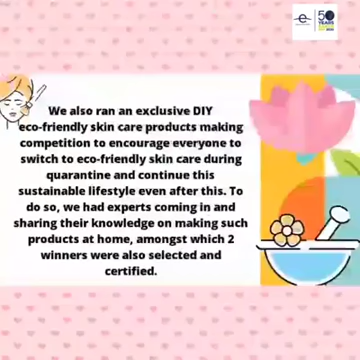 50
YEARS
We also ran an exclusive DIY
eco-friendly skin care products making
competition to encourage everyone to
switch to eco-friendly skin care during
quarantine and continue this
sustainable lifestyle even after this. To
do so, we had experts coming in and
sharing their knowledge on making such
products at home, amongst which 2
winners were also selected and
certified.